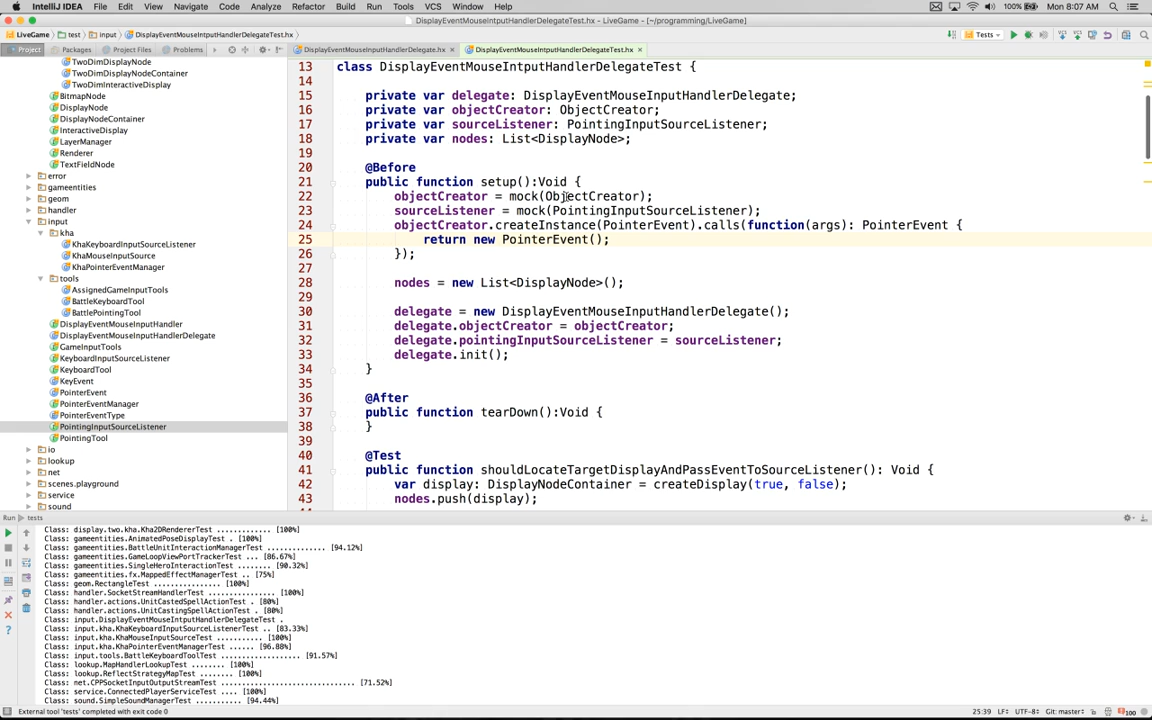 IntelliJ IDEA File Edit View Navigate Code Analyze Refactor Build Run Tools VCS Window Help 100% Mon 8:07 AM
DisplayEventMouseIntputHandlerDelegateTest.hx - LiveGame - [~/programming/LiveGame]
LiveGame test input DisplayEventMouseIntputHandlerDelegateTest.hx Tests
Project Packages Project Files Problems DisplayEventMouseInputHandlerDelegate.hx DisplayEventMouseIntputHandlerDelegateTest.hx
TwoDimDisplayNode
TwoDimDisplayNodeContainer
TwoDimInteractiveDisplay
BitmapNode
DisplayNode
DisplayNodeContainer
InteractiveDisplay
LayerManager
Renderer
TextFieldNode
error
gameentities
geom
handler
input
kha
KhaKeyboardInputSourceListener
KhaMouseInputSource
KhaPointerEventManager
tools
AssignedGameInputTools
BattleKeyboardTool
BattlePointingTool
DisplayEventMouseInputHandler
DisplayEventMouseInputHandlerDelegate
GameInputTools
KeyboardInputSourceListener
KeyboardTool
KeyEvent
PointerEvent
PointerEventManager
PointerEventType
PointingInputSourceListener
PointingTool
io
lookup
net
scenes.playground
service
sound
13 class DisplayEventMouseIntputHandlerDelegateTest {
14
15 private var delegate: DisplayEventMouseInputHandlerDelegate;
16 private var objectCreator: ObjectCreator;
17 private var sourceListener: PointingInputSourceListener;
18 private var nodes: List<DisplayNode>;
19
20 @Before
21 public function setup():Void {
22 objectCreator = mock(ObjectCreator);
23 sourceListener = mock(PointingInputSourceListener);
24 objectCreator.createInstance(PointerEvent).calls(function(args): PointerEvent {
25 return new PointerEvent();
26 });
27
28 nodes = new List<DisplayNode>();
29
30 delegate = new DisplayEventMouseInputHandlerDelegate();
31 delegate.objectCreator = objectCreator;
32 delegate.pointingInputSourceListener = sourceListener;
33 delegate.init();
34 }
35
36 @After
37 public function tearDown():Void {
38 }
39
40 @Test
41 public function shouldLocateTargetDisplayAndPassEventToSourceListener(): Void {
42 var display: DisplayNodeContainer = createDisplay(true, false);
43 nodes.push(display);
Run tests
Class: display.two.kha.Kha2DRendererTest ............. [100%]
Class: gameentities.AnimatedPoseDisplayTest . [100%]
Class: gameentities.BattleUnitInteractionManagerTest .............. [94.12%]
Class: gameentities.GameLoopViewPortTrackerTest ... [86.67%]
Class: gameentities.SingleHeroInteractionTest ........ [90.32%]
Class: gameentities.fx.MappedEffectManagerTest .. [75%]
Class: geom.RectangleTest ..... [100%]
Class: handler.SocketStreamHandlerTest .......... [100%]
Class: handler.actions.UnitCastedSpellActionTest . [80%]
Class: handler.actions.UnitCastingSpellActionTest . [80%]
Class: input.DisplayEventMouseIntputHandlerDelegateTest .
Class: input.kha.KhaKeyboardInputSourceListenerTest .. [83.33%]
Class: input.kha.KhaMouseInputSourceTest ..... [100%]
Class: input.kha.KhaPointerEventManagerTest ...... [96.88%]
Class: input.tools.BattleKeyboardToolTest ................... [91.57%]
Class: lookup.MapHandlerLookupTest ........ [100%]
Class: lookup.ReflectStrategyMapTest ....... [100%]
Class: net.CPPSocketInputOutputStreamTest ............................... [71.52%]
Class: service.ConnectedPlayerServiceTest .... [100%]
Class: sound.SimpleSoundManagerTest .. [94.44%]
External tool 'tests' completed with exit code 0 25:39 LF÷ UTF-8÷ Git: master÷ 100